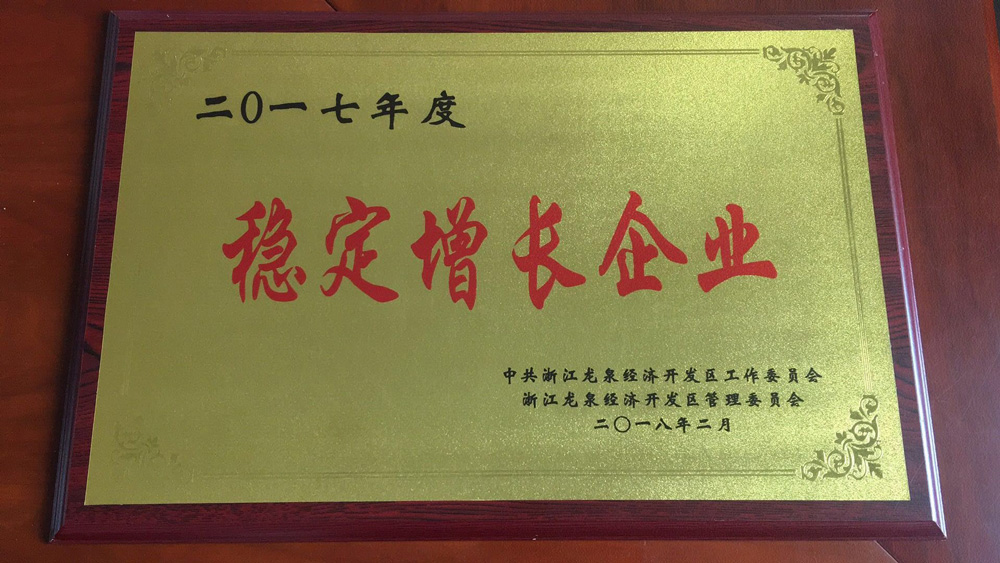 二〇一七年度
稳定增长企业
中共浙江龙泉经济开发区工作委员会
浙江龙泉经济开发区管理委员会
二〇一八年二月